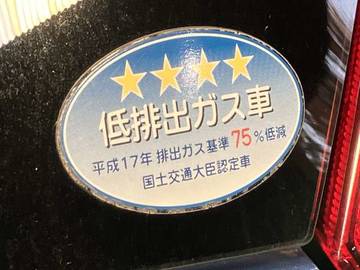 ★★★★
低排出ガス車
平成17年 排出ガス基準 75%低減
国土交通大臣認定車